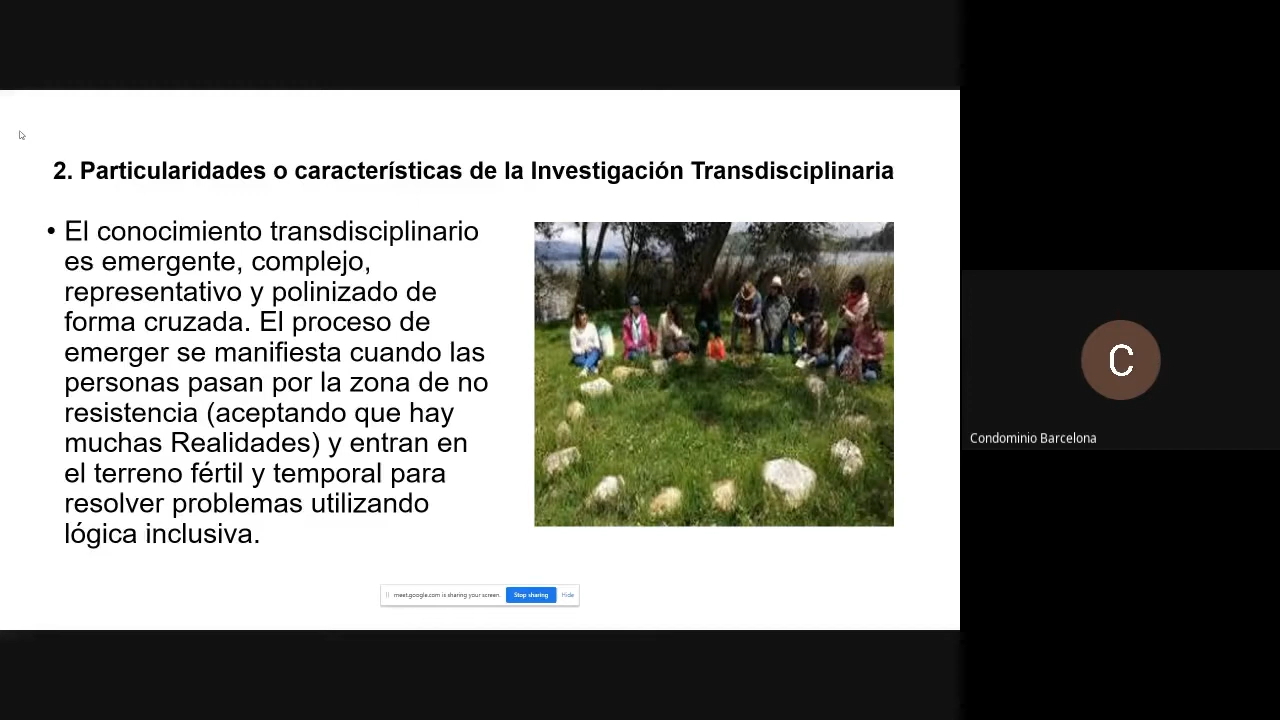 2. Particularidades o características de la Investigación Transdisciplinaria
• El conocimiento transdisciplinario
es emergente, complejo,
representativo y polinizado de
forma cruzada. El proceso de
emerger se manifiesta cuando las
personas pasan por la zona de no
resistencia (aceptando que hay
muchas Realidades) y entran en
el terreno fértil y temporal para
resolver problemas utilizando
lógica inclusiva.
C
Condominio Barcelona
meet.google.com is sharing your screen. Stop sharing Hide